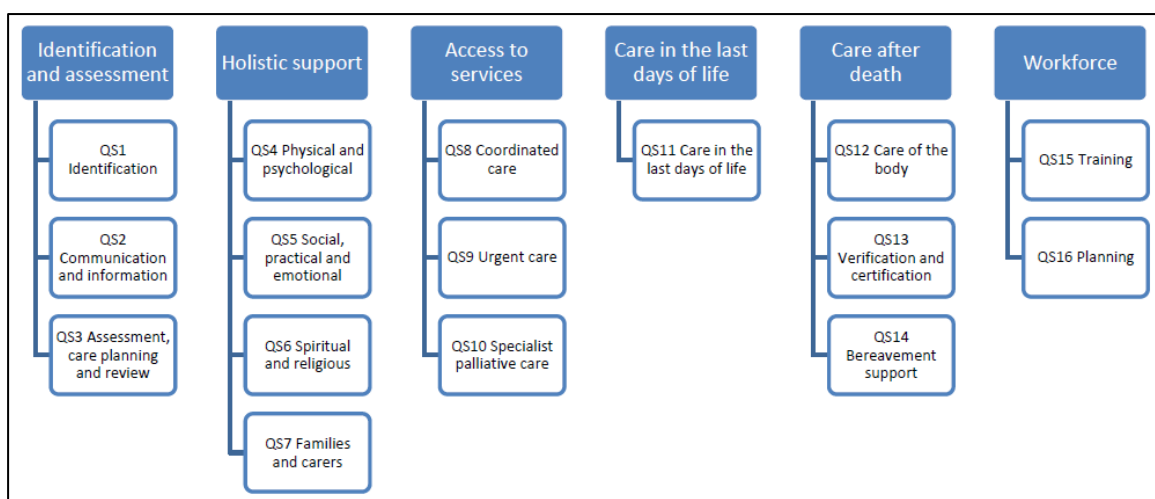 Identification
and assessment
QS1
Identification
QS2
Communication
and information
QS3 Assessment,
care planning
and review
Holistic support
QS4 Physical and
psychological
QS5 Social,
practical and
emotional
QS6 Spiritual
and religious
QS7 Families
and carers
Access to
services
QS8 Coordinated
care
QS9 Urgent care
QS10 Specialist
palliative care
Care in the last
days of life
QS11 Care in the
last days of life
Care after
death
QS12 Care of the
body
QS13
Verification and
certification
QS14
Bereavement
support
Workforce
QS15 Training
QS16 Planning